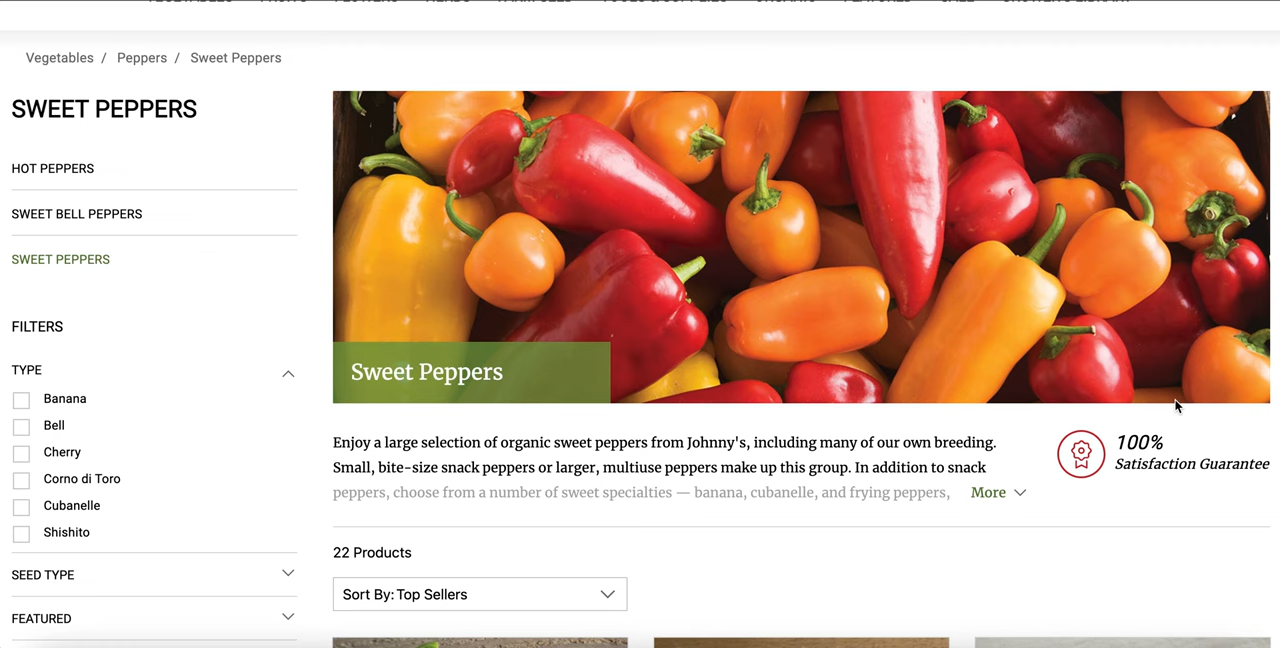 Vegetables / Peppers / Sweet Peppers
SWEET PEPPERS
HOT PEPPERS
SWEET BELL PEPPERS
SWEET PEPPERS
FILTERS
TYPE
Banana
Bell
Cherry
Corno di Toro
Cubanelle
Shishito
SEED TYPE
FEATURED
Sweet Peppers
Enjoy a large selection of organic sweet peppers from Johnny's, including many of our own breeding.
Small, bite-size snack peppers or larger, multiuse peppers make up this group. In addition to snack
peppers, choose from a number of sweet specialties — banana, cubanelle, and frying peppers,
More
100%
Satisfaction Guarantee
22 Products
Sort By: Top Sellers